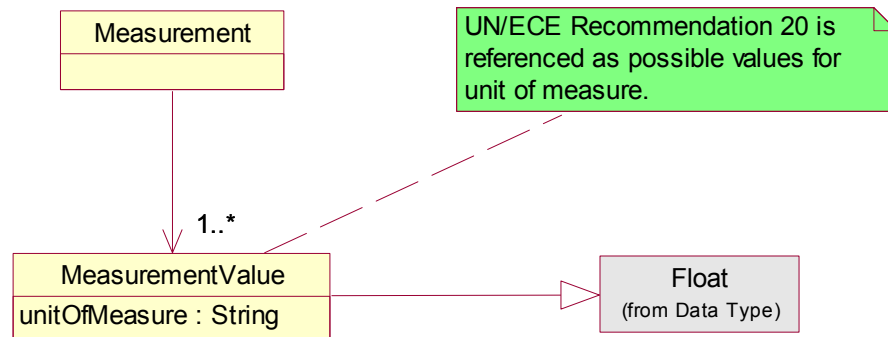 Measurement
UN/ECE Recommendation 20 is
referenced as possible values for
unit of measure.
1..*
MeasurementValue
unitOfMeasure : String
Float
(from Data Type)